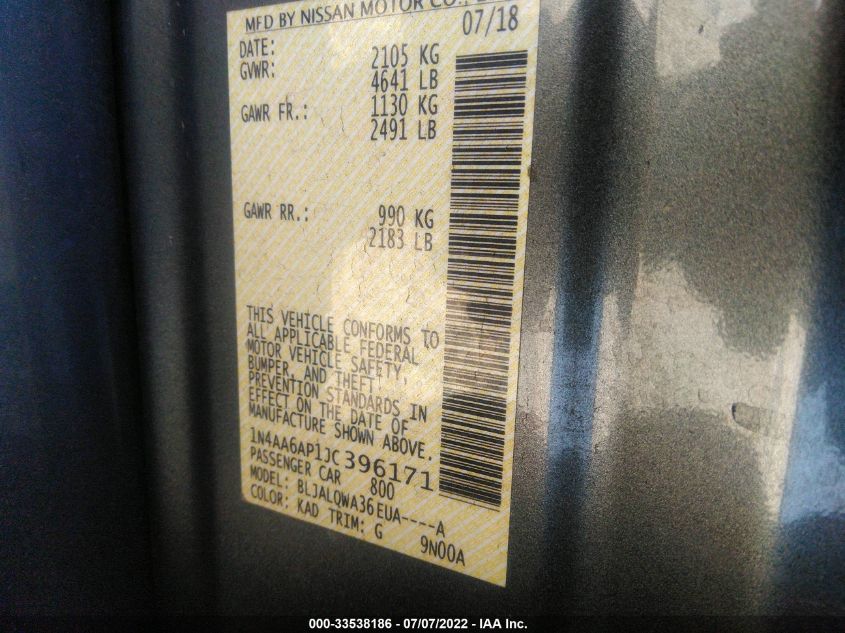 MFD BY NISSAN MOTOR CO.,
DATE: 07/18
GVWR: 2105 KG
4641 LB
GAWR FR.: 1130 KG
2491 LB
GAWR RR.: 990 KG
2183 LB
THIS VEHICLE CONFORMS TO
ALL APPLICABLE FEDERAL
MOTOR VEHICLE SAFETY,
BUMPER, AND THEFT
PREVENTION STANDARDS IN
EFFECT ON THE DATE OF
MANUFACTURE SHOWN ABOVE.
1N4AA6AP1JC396171
PASSENGER CAR 800
MODEL: BLJALQWA36EUA----A
COLOR: KAD TRIM: G 9N00A
000-33538186 - 07/07/2022 - IAA Inc.